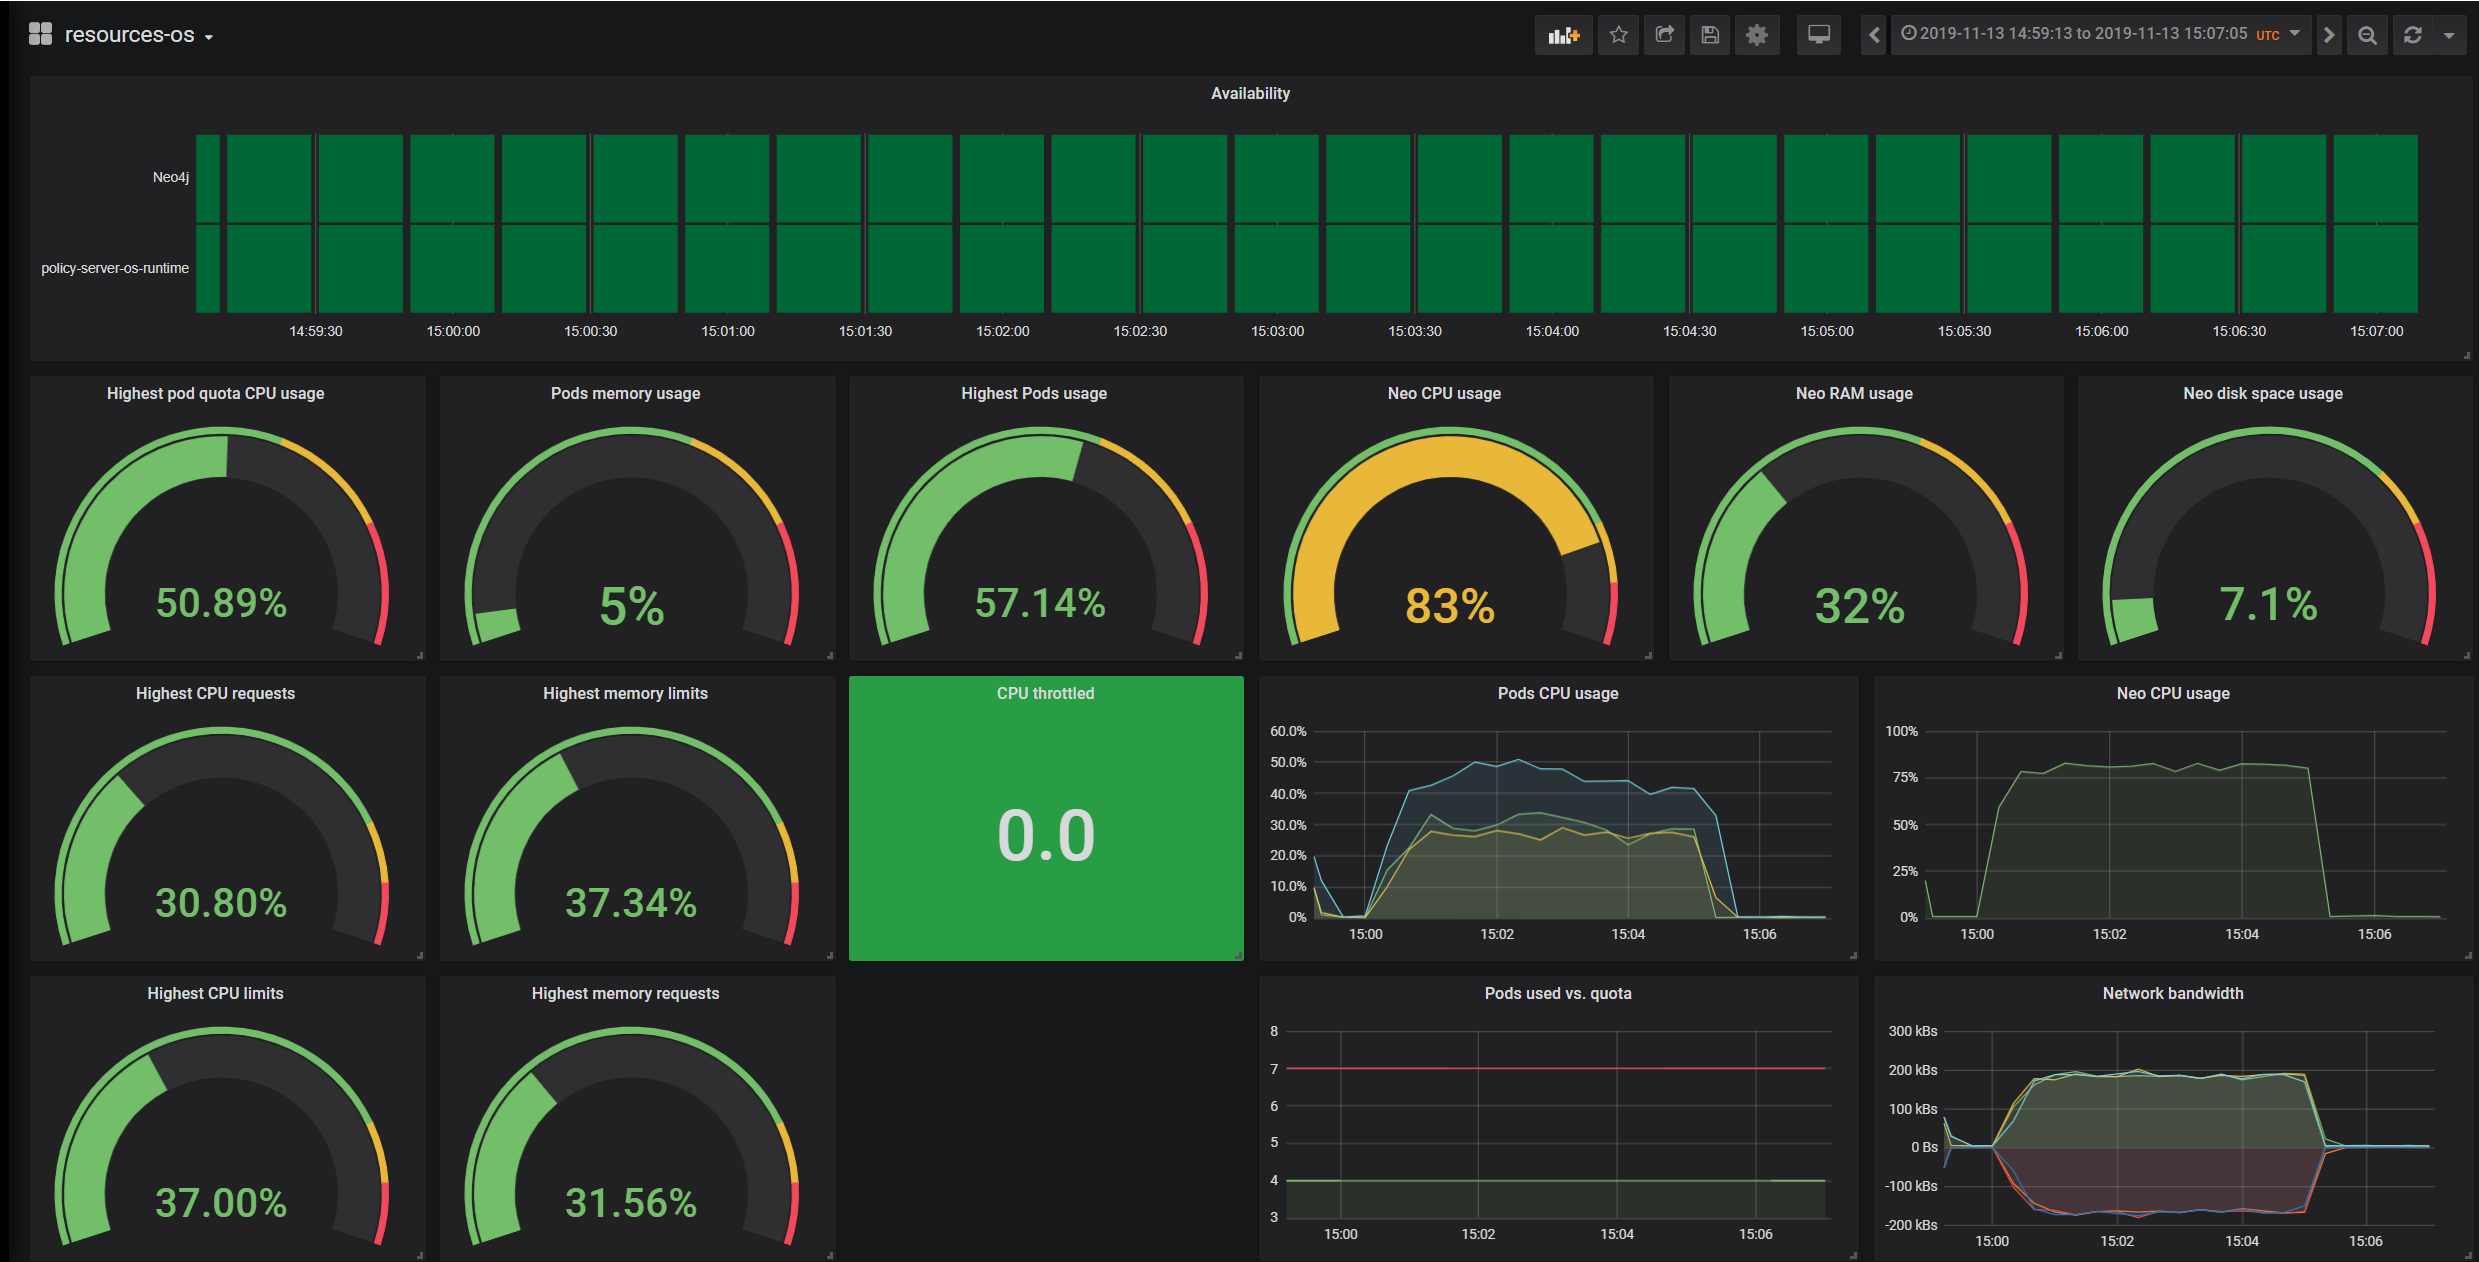 resources-os
2019-11-13 14:59:13 to 2019-11-13 15:07:05 UTC
Availability
Neo4j
policy-server-os-runtime
14:59:30 15:00:00 15:00:30 15:01:00 15:01:30 15:02:00 15:02:30 15:03:00 15:03:30 15:04:00 15:04:30 15:05:00 15:05:30 15:06:00 15:06:30 15:07:00
Highest pod quota CPU usage
50.89%
Pods memory usage
5%
Highest Pods usage
57.14%
Neo CPU usage
83%
Neo RAM usage
32%
Neo disk space usage
7.1%
Highest CPU requests
30.80%
Highest memory limits
37.34%
CPU throttled
0.0
Pods CPU usage
60.0%
50.0%
40.0%
30.0%
20.0%
10.0%
0%
15:00 15:02 15:04 15:06
Neo CPU usage
100%
75%
50%
25%
0%
15:00 15:02 15:04 15:06
Highest CPU limits
37.00%
Highest memory requests
31.56%
Pods used vs. quota
8
7
6
5
4
3
15:00 15:02 15:04 15:06
Network bandwidth
300 kBs
200 kBs
100 kBs
0 Bs
-100 kBs
-200 kBs
15:00 15:02 15:04 15:06